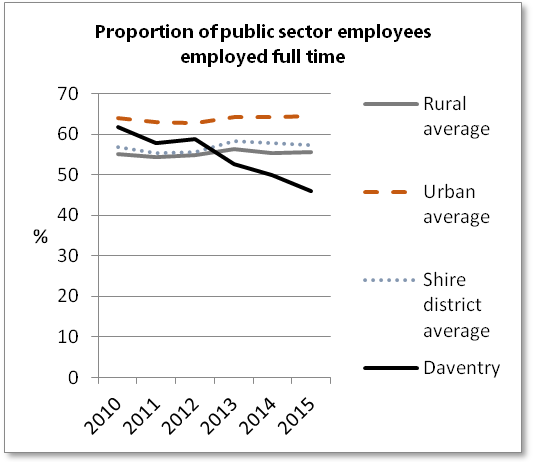 Proportion of public sector employees
employed full time
70
60
50
40
30
20
10
0
%
2010
2011
2012
2013
2014
2015
Rural
average
Urban
average
Shire
district
average
Daventry